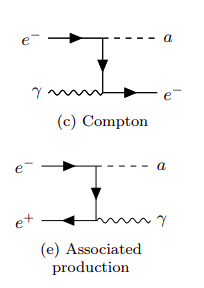 e⁻ a
γ e⁻
(c) Compton
e⁻ a
e⁺ γ
(e) Associated
production